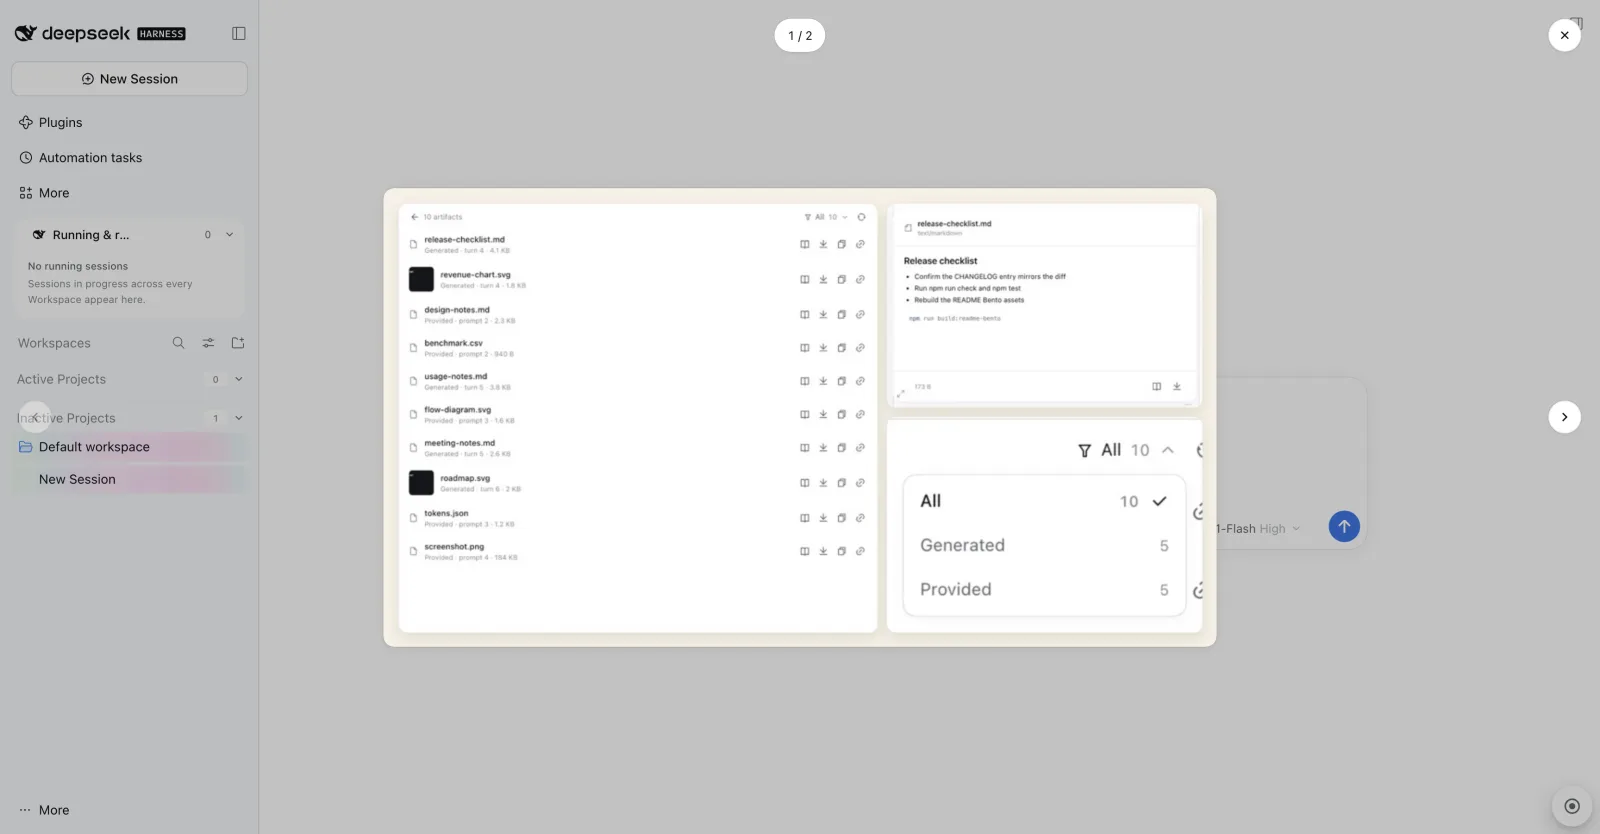 deepseek HARNESS
New Session
Plugins
Automation tasks
More
Running & r...
0
No running sessions
Sessions in progress across every
Workspace appear here.
Workspaces
Active Projects
0
Inactive Projects
1
Default workspace
New Session
More
1 / 2
10 artifacts
All 10
release-checklist.md
Generated · turn 4 · 4.1 KB
revenue-chart.svg
Generated · turn 4 · 1.8 KB
design-notes.md
Provided · prompt 2 · 2.3 KB
benchmark.csv
Provided · prompt 2 · 940 B
usage-notes.md
Generated · turn 5 · 3.8 KB
flow-diagram.svg
Generated · turn 3 · 1.6 KB
meeting-notes.md
Generated · turn 5 · 2.6 KB
roadmap.svg
Generated · turn 6 · 2 KB
tokens.json
Provided · prompt 3 · 1.2 KB
screenshot.png
Provided · prompt 4 · 184 KB
release-checklist.md
text/markdown
Release checklist
Confirm the CHANGELOG entry mirrors the diff
Run npm run check and npm test
Rebuild the README Bento assets
npm run build:readme-bento
173 B
All 10
All 10
Generated 5
Provided 5
1-Flash High